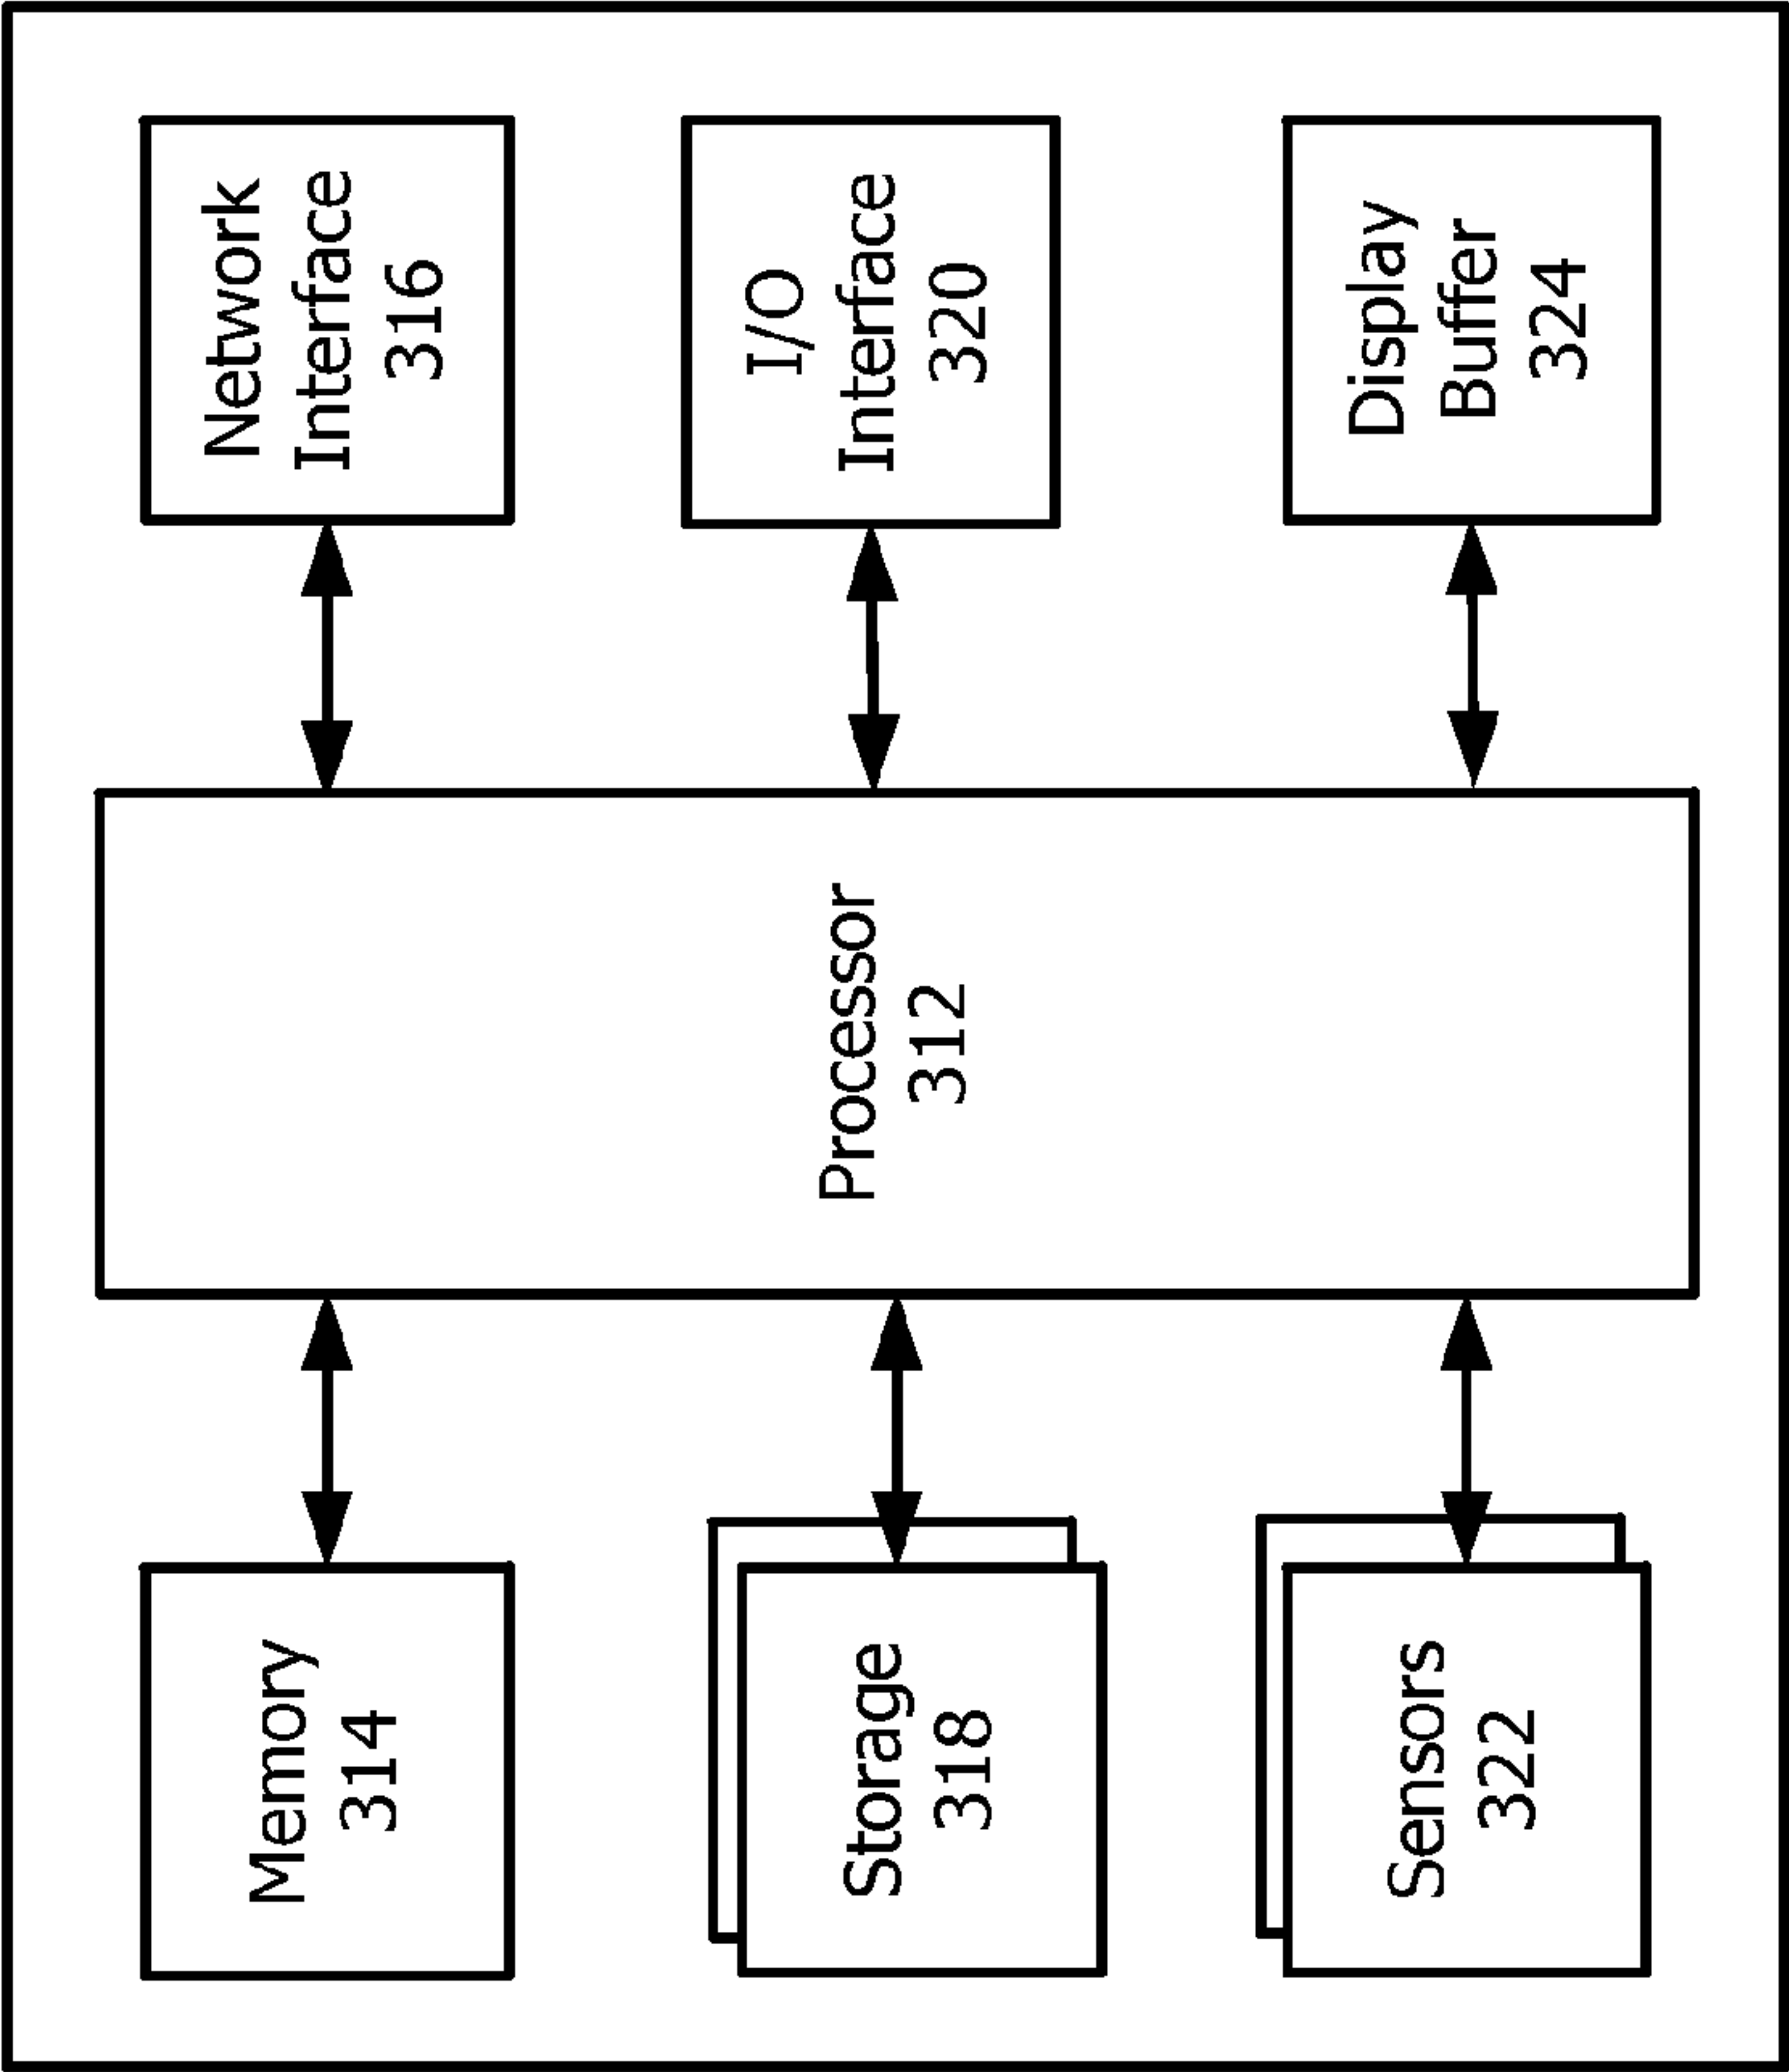 Memory
314
Processor
312
Network
Interface
316
Storage
318
I/O
Interface
320
Sensors
322
Display
Buffer
324